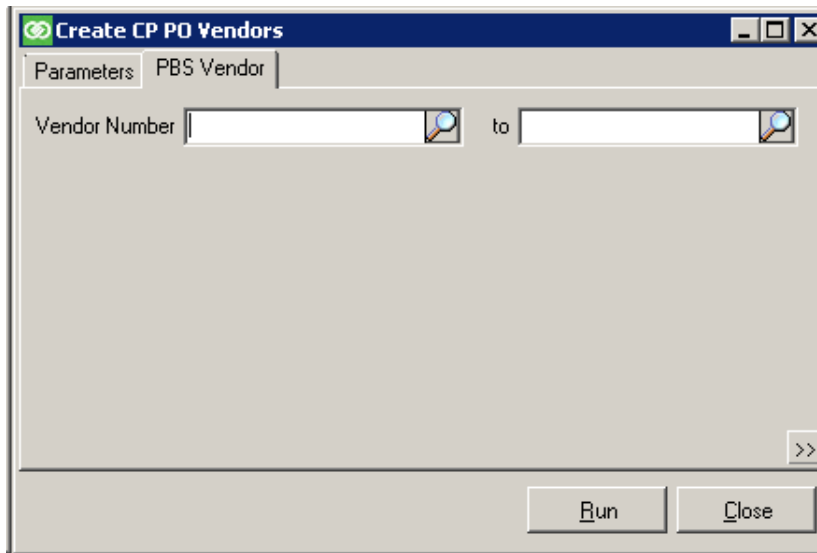 Create CP PO Vendors
Parameters PBS Vendor
Vendor Number to
>>
Run Close